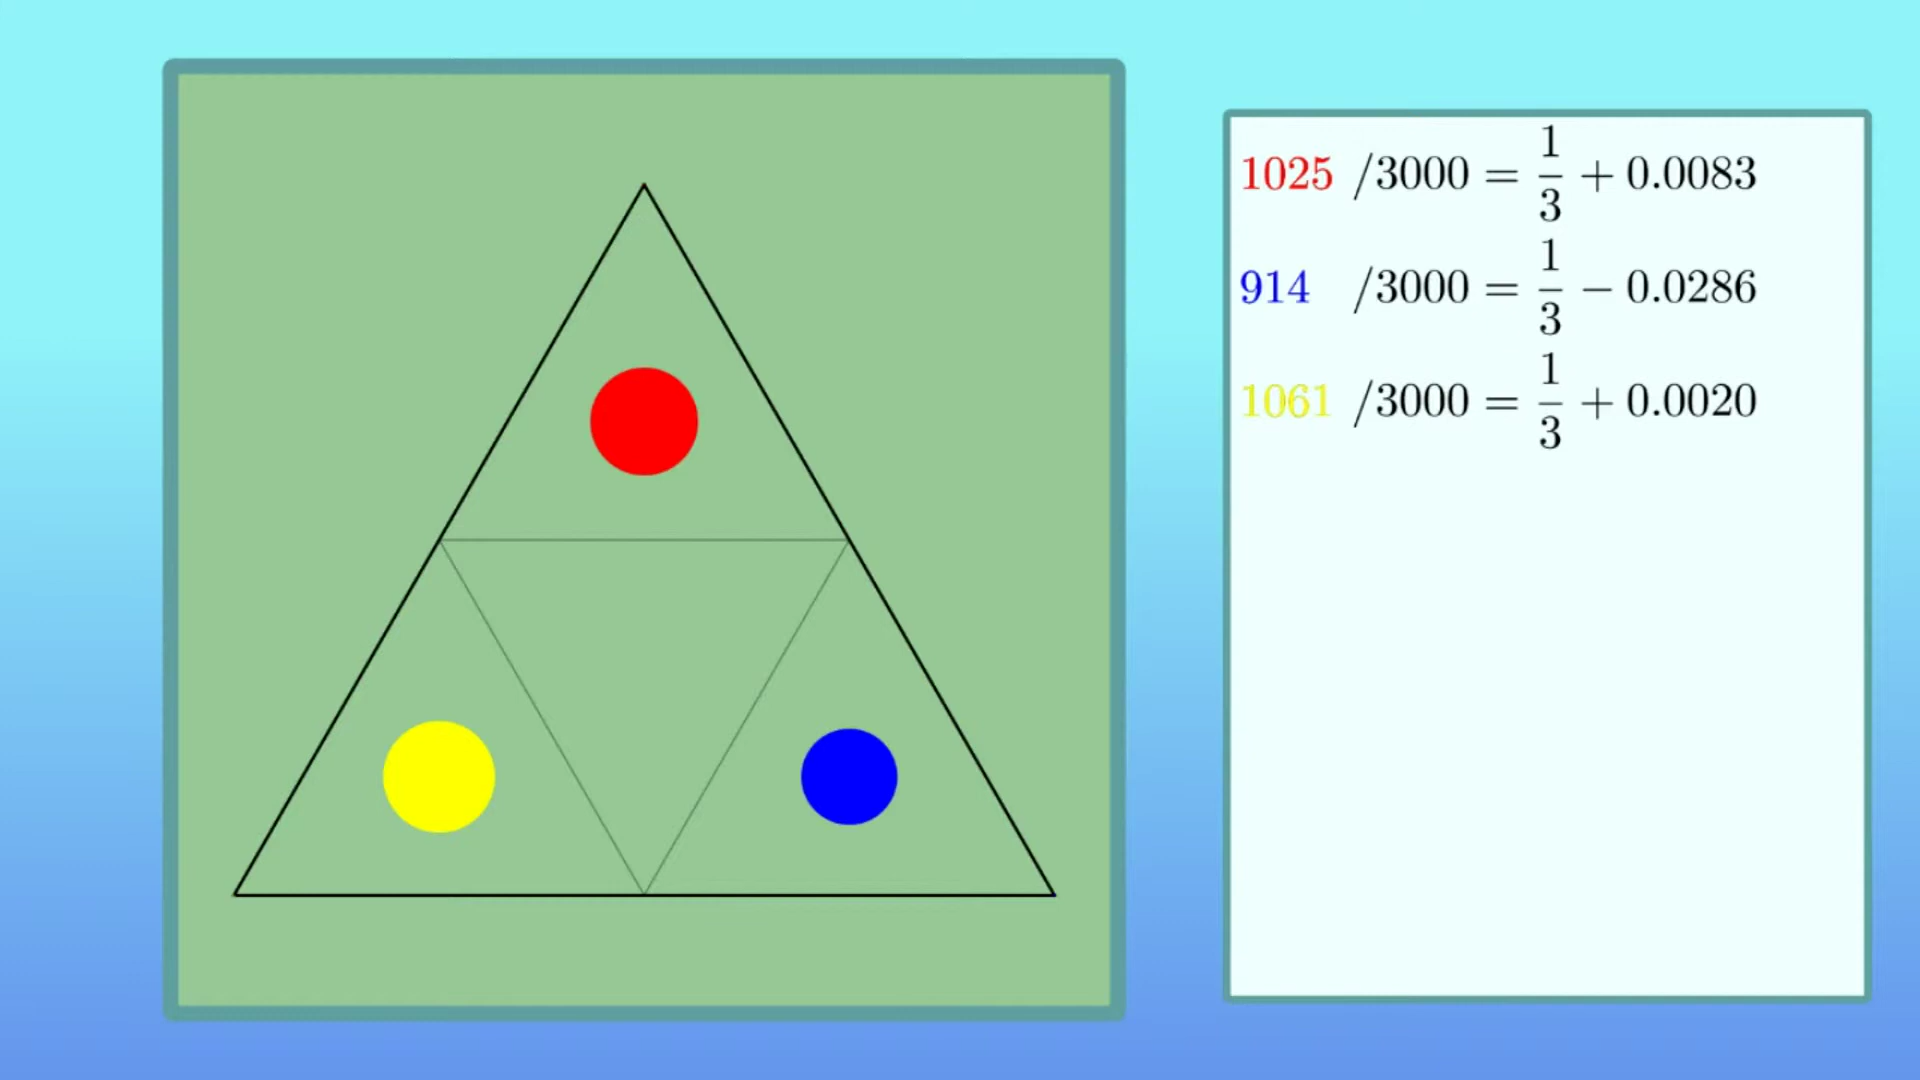 1025 /3000 = 1/3 + 0.0083
914 /3000 = 1/3 − 0.0286
1061 /3000 = 1/3 + 0.0020